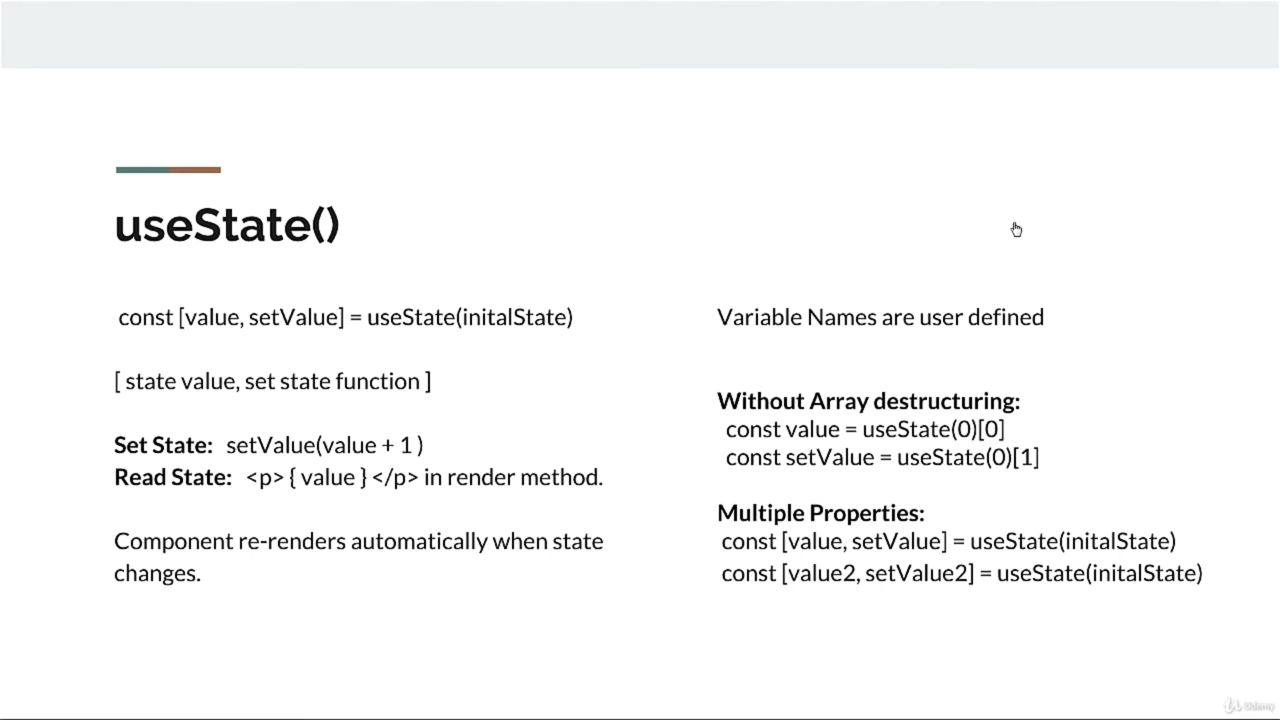 useState()
const [value, setValue] = useState(initalState)
[ state value, set state function ]
Set State: setValue(value + 1 )
Read State: <p> { value } </p> in render method.
Component re-renders automatically when state
changes.
Variable Names are user defined
Without Array destructuring:
const value = useState(0)[0]
const setValue = useState(0)[1]
Multiple Properties:
const [value, setValue] = useState(initalState)
const [value2, setValue2] = useState(initalState)
Udemy